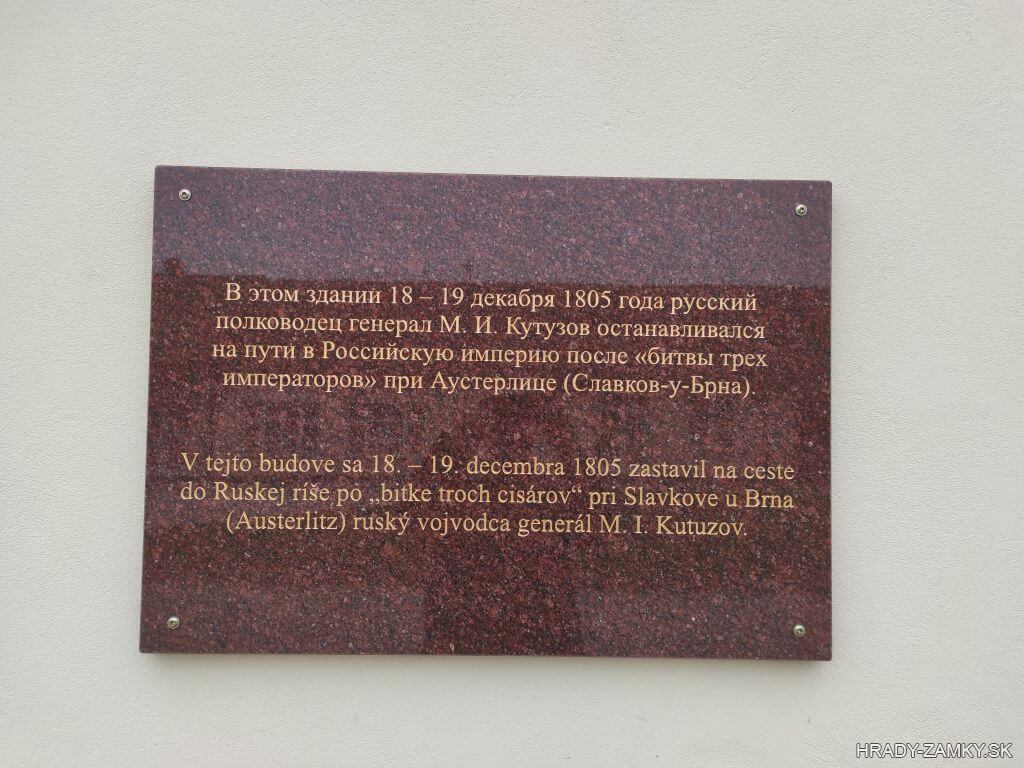 В этом здании 18 – 19 декабря 1805 года русский
полководец генерал М. И. Кутузов останавливался
на пути в Российскую империю после «битвы трех
императоров» при Аустерлице (Славков-у-Брна).
V tejto budove sa 18. – 19. decembra 1805 zastavil na ceste
do Ruskej ríše po „bitke troch cisárov“ pri Slavkove u Brna
(Austerlitz) ruský vojvodca generál M. I. Kutuzov.
HRADY-ZAMKY.SK